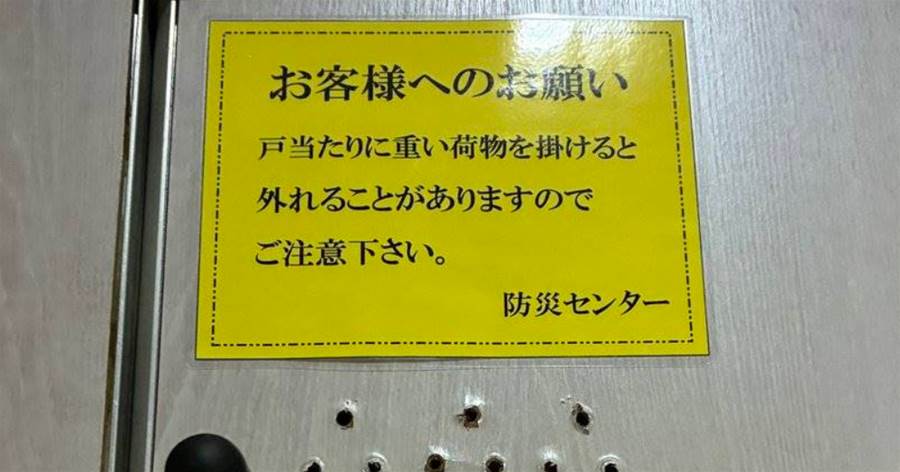 お客様へのお願い
戸当たりに重い荷物を掛けると
外れることがありますので
ご注意下さい。
防災センター